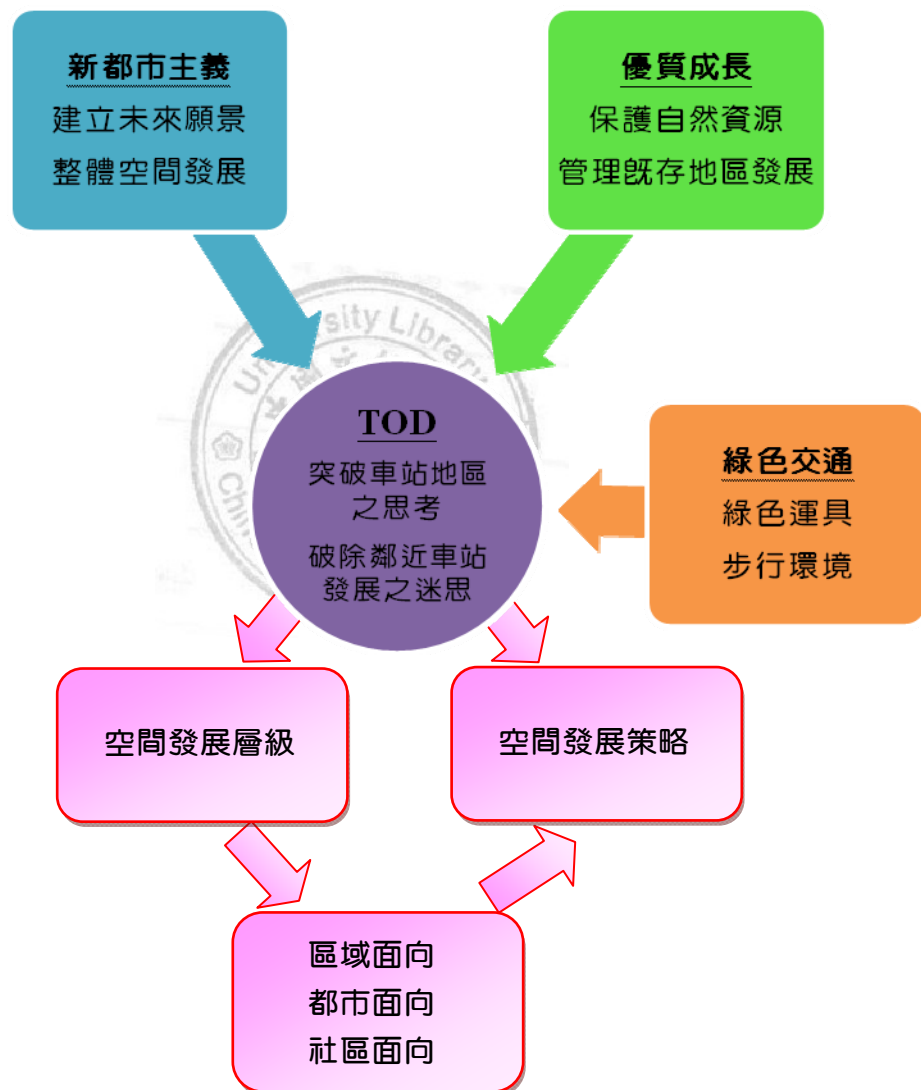 新都市主義
建立未來願景
整體空間發展
優質成長
保護自然資源
管理既存地區發展
sity Library
TOD
突破車站地區
之思考
破除鄰近車站
發展之迷思
綠色交通
綠色運具
步行環境
空間發展層級
空間發展策略
區域面向
都市面向
社區面向